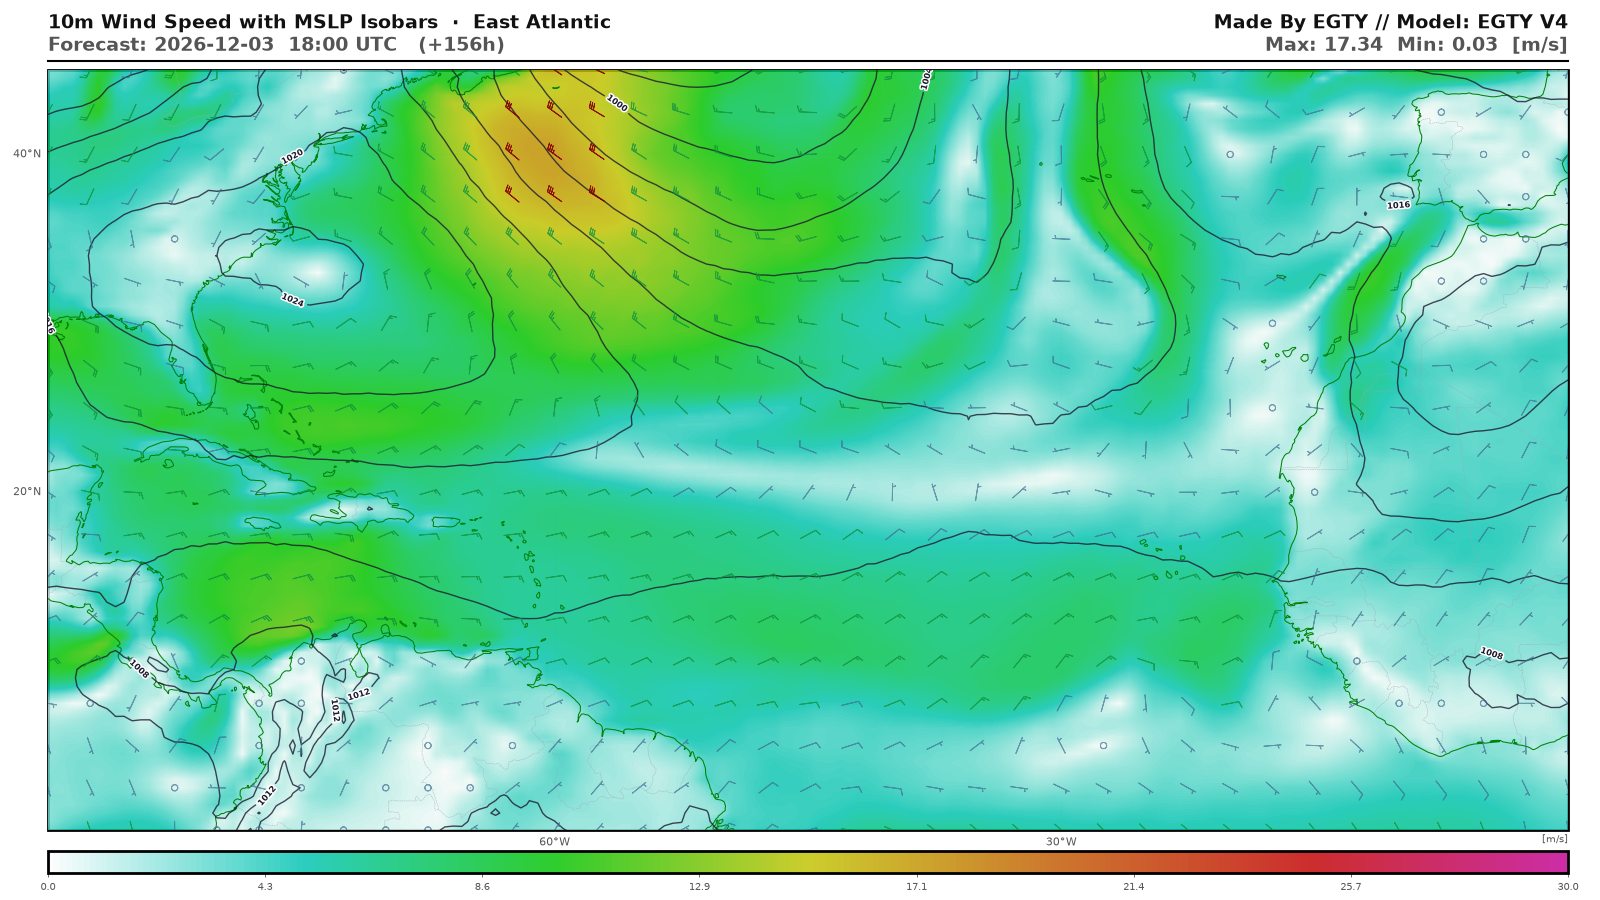 10m Wind Speed with MSLP Isobars · East Atlantic
Made By EGTY // Model: EGTY V4
Forecast: 2026-12-03 18:00 UTC (+156h)
Max: 17.34 Min: 0.03 [m/s]
1000
1020
40°N
1016
1024
20°N
1008
1008
1012
1012
1012
60°W
30°W
[m/s]
0.0
4.3
8.6
12.9
17.1
21.4
25.7
30.0